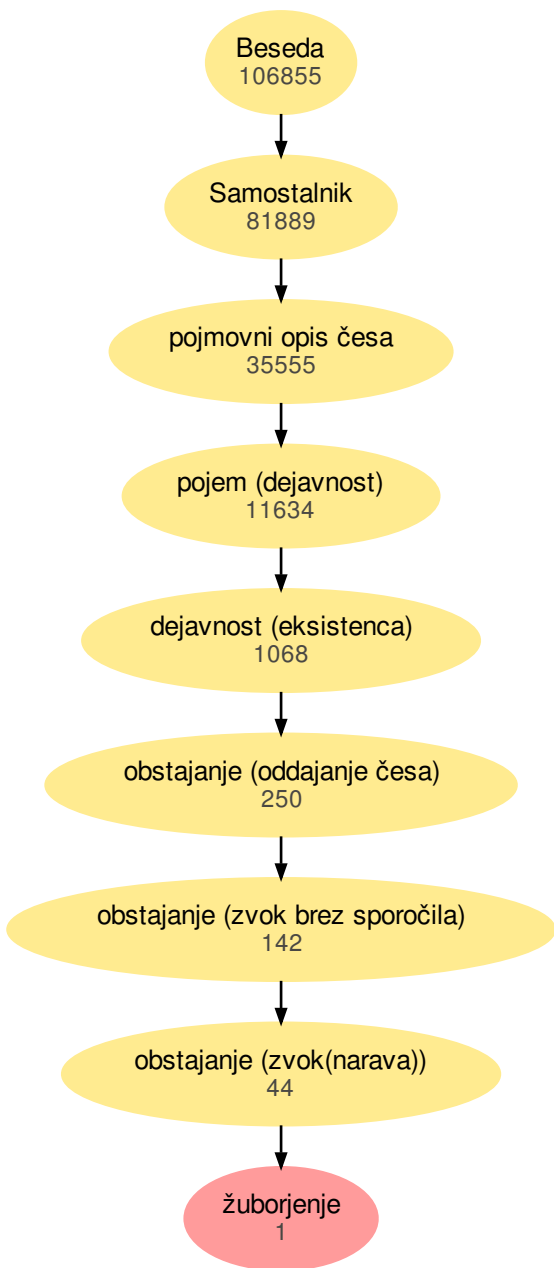 Beseda
106855
Samostalnik
81889
pojmovni opis česa
35555
pojem (dejavnost)
11634
dejavnost (eksistenca)
1068
obstajanje (oddajanje česa)
250
obstajanje (zvok brez sporočila)
142
obstajanje (zvok(narava))
44
žuborjenje
1